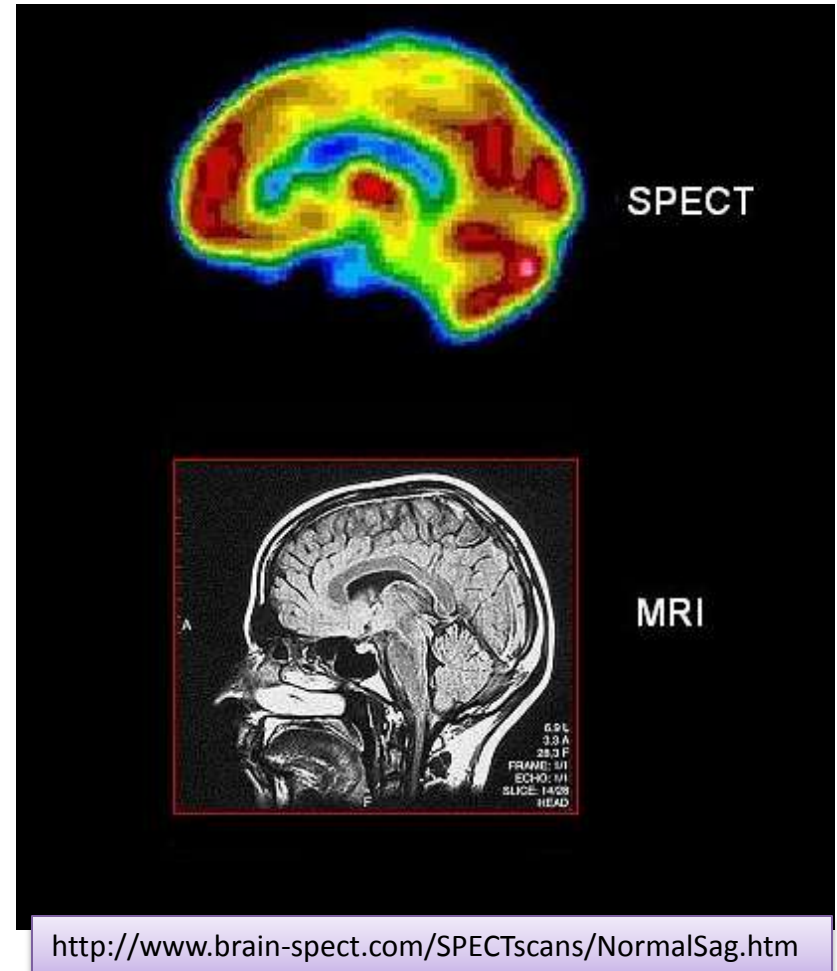 SPECT
MRI
A
6.9 L
3.3 A
28.3 F
FRAME: 1/1
ECHO: 1/1
SLICE: 14/28
HEAD
F
http://www.brain-spect.com/SPECTscans/NormalSag.htm